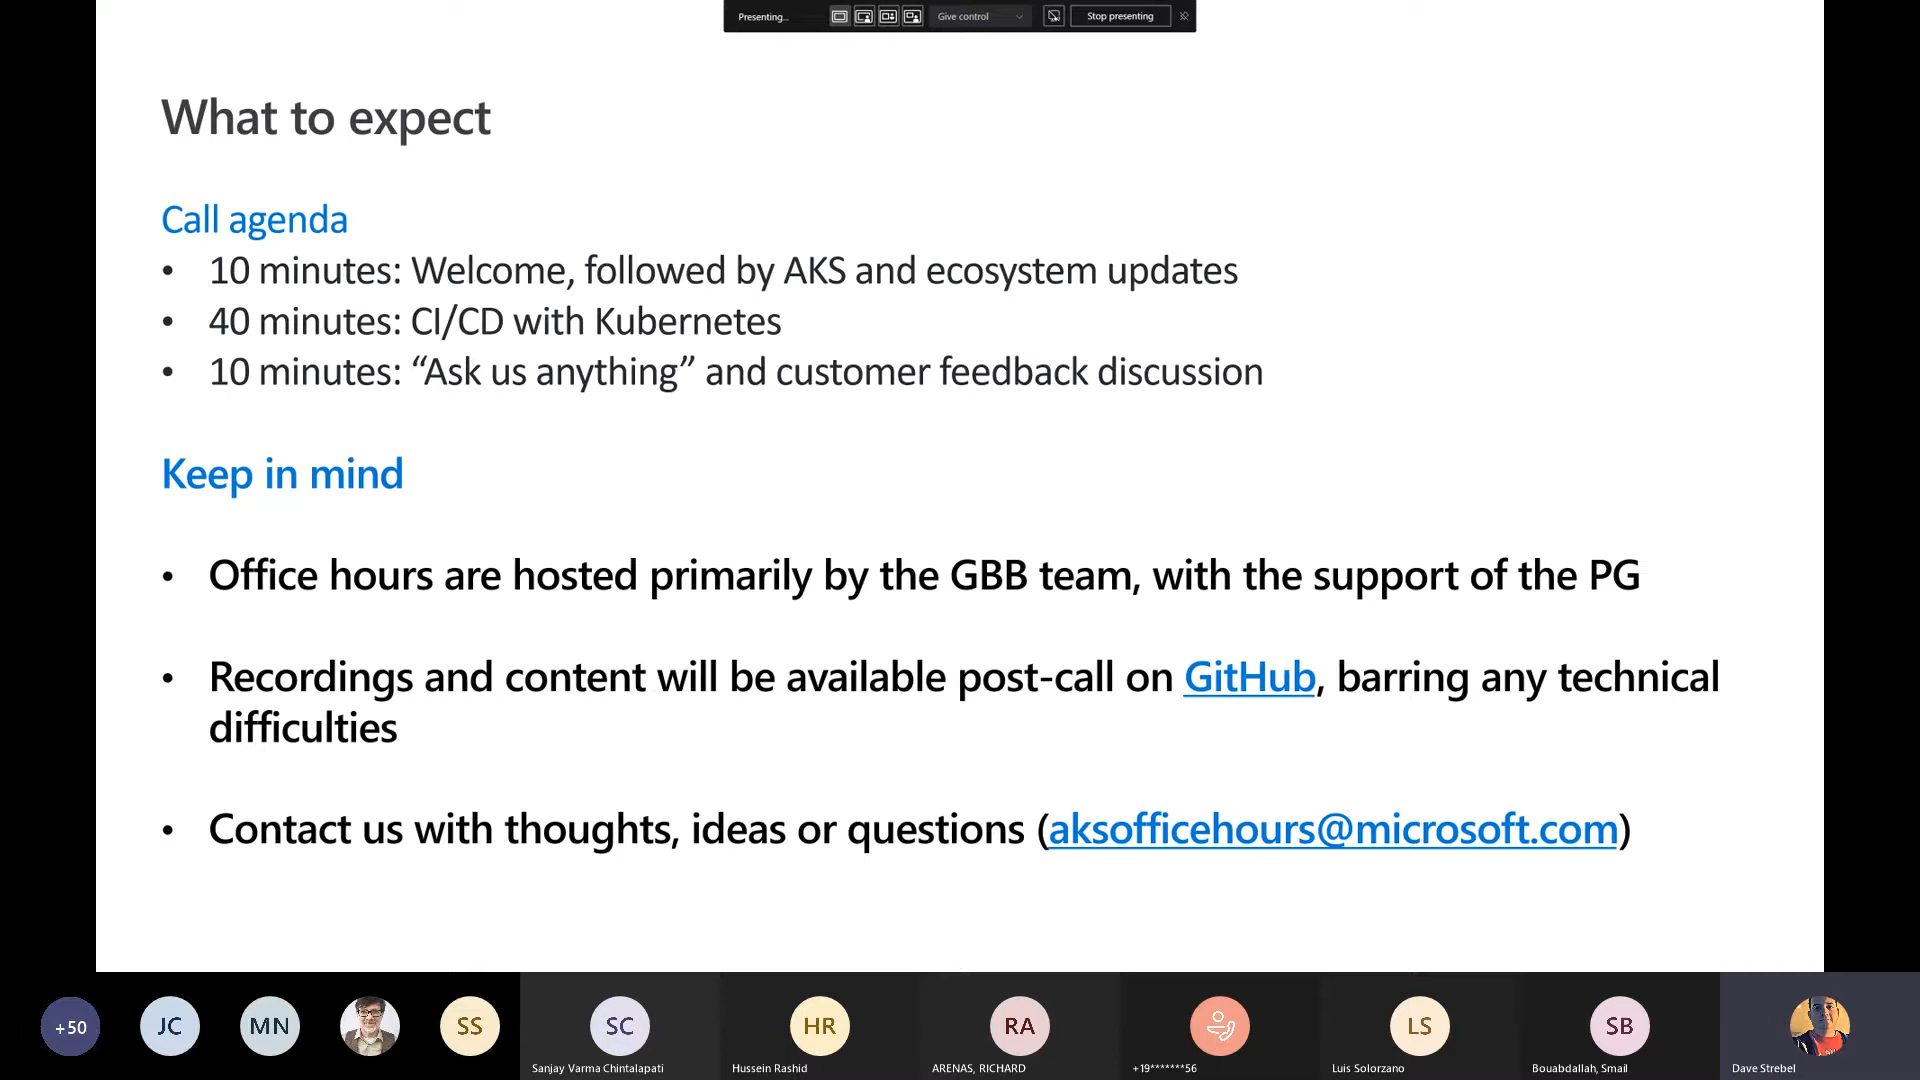 Presenting...
Give control
Stop presenting
What to expect
Call agenda
• 10 minutes: Welcome, followed by AKS and ecosystem updates
• 40 minutes: CI/CD with Kubernetes
• 10 minutes: “Ask us anything” and customer feedback discussion
Keep in mind
• Office hours are hosted primarily by the GBB team, with the support of the PG
• Recordings and content will be available post-call on GitHub, barring any technical
difficulties
• Contact us with thoughts, ideas or questions (aksofficehours@microsoft.com)
+50 JC MN SS SC HR RA LS SB
Sanjay Varma Chintalapati Hussein Rashid ARENAS, RICHARD +19*******56 Luis Solorzano Bouabdallah, Smail Dave Strebel